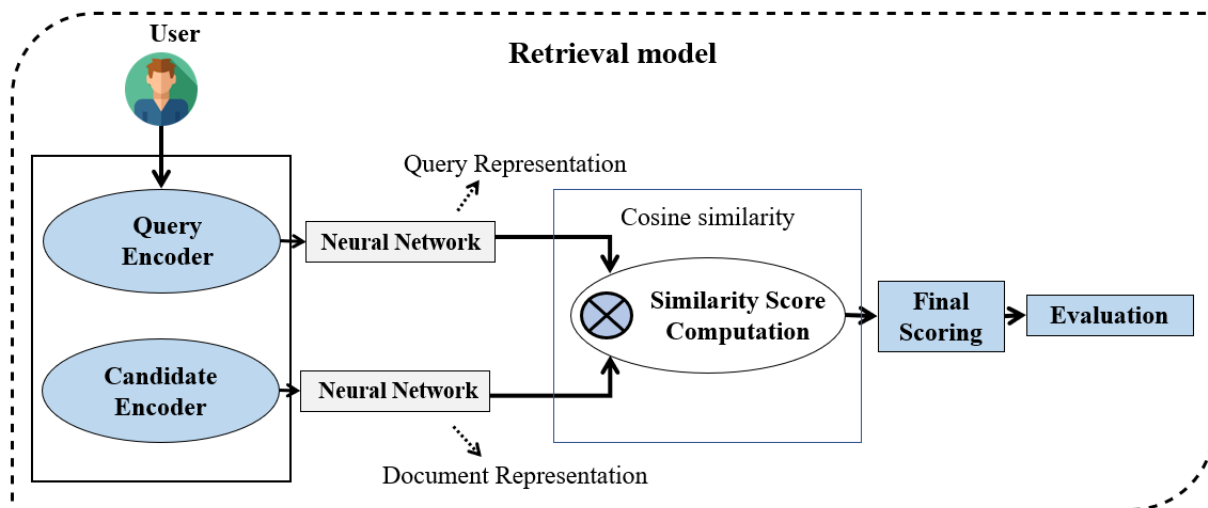 User
Retrieval model
Query Representation
Query
Encoder
Neural Network
Cosine similarity
Similarity Score
Computation
Final
Scoring
Evaluation
Candidate
Encoder
Neural Network
Document Representation